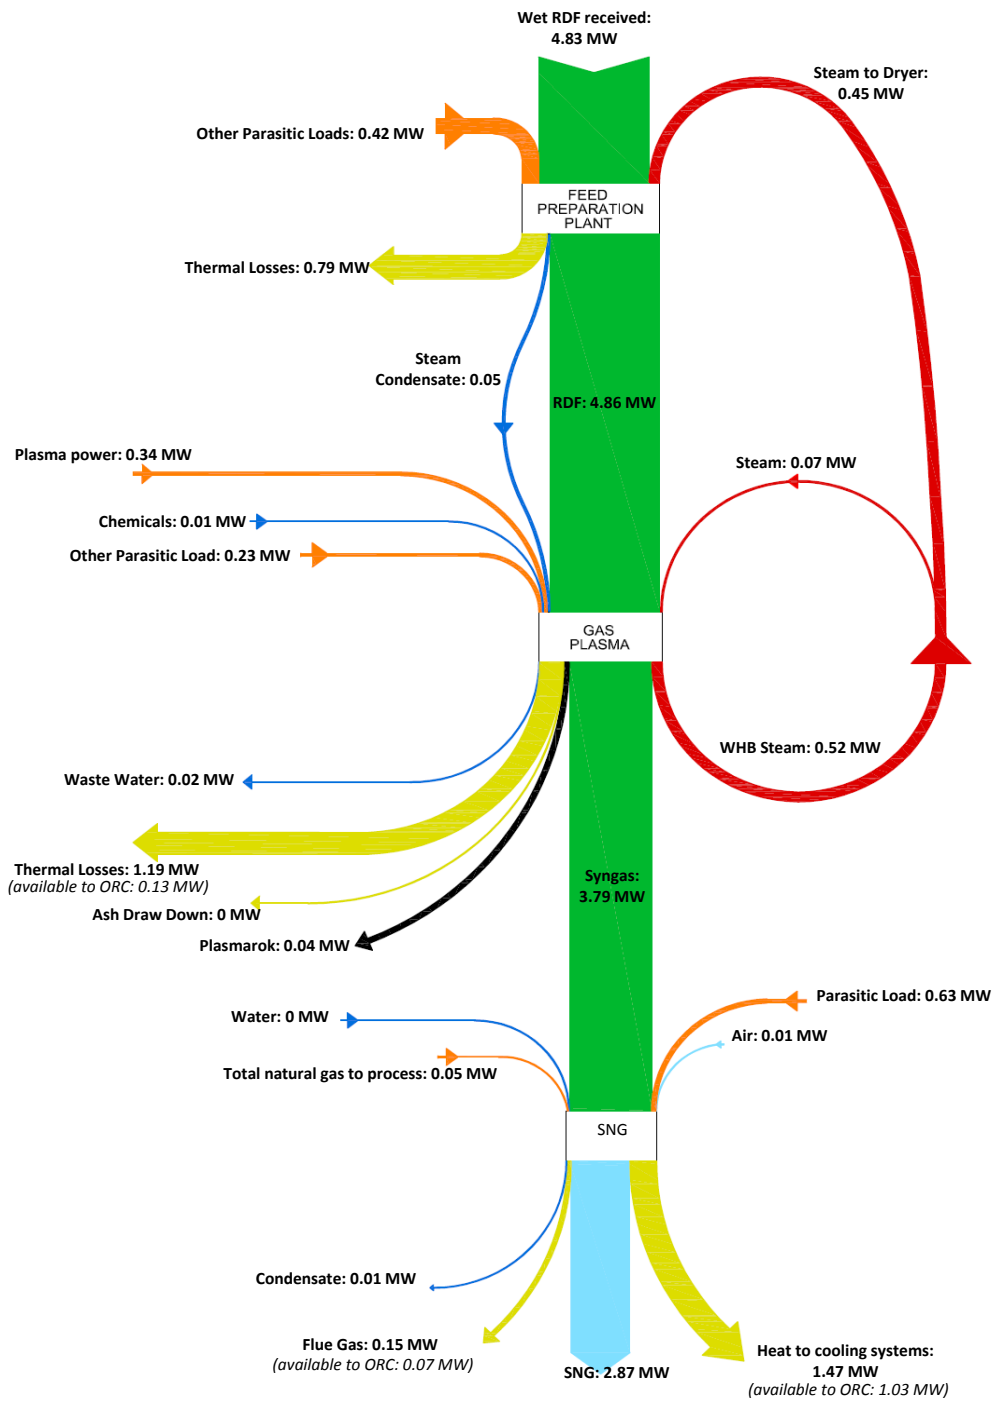 Wet RDF received:
4.83 MW
Steam to Dryer:
0.45 MW
Other Parasitic Loads: 0.42 MW
FEED
PREPARATION
PLANT
Thermal Losses: 0.79 MW
Steam
Condensate: 0.05
RDF: 4.86 MW
Plasma power: 0.34 MW
Steam: 0.07 MW
Chemicals: 0.01 MW
Other Parasitic Load: 0.23 MW
GAS
PLASMA
WHB Steam: 0.52 MW
Waste Water: 0.02 MW
Thermal Losses: 1.19 MW
(available to ORC: 0.13 MW)
Syngas:
3.79 MW
Ash Draw Down: 0 MW
Plasmarok: 0.04 MW
Parasitic Load: 0.63 MW
Water: 0 MW
Air: 0.01 MW
Total natural gas to process: 0.05 MW
SNG
Condensate: 0.01 MW
Flue Gas: 0.15 MW
(available to ORC: 0.07 MW)
SNG: 2.87 MW
Heat to cooling systems:
1.47 MW
(available to ORC: 1.03 MW)